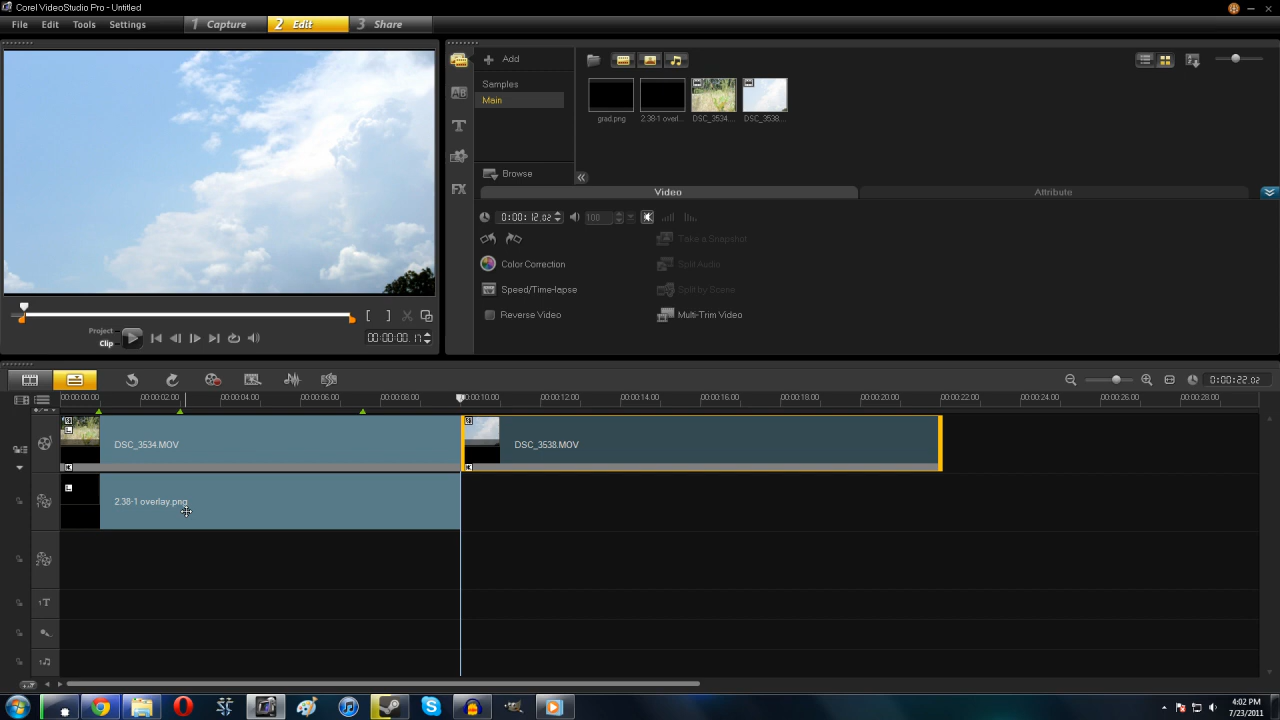 Corel VideoStudio Pro - Untitled
File Edit Tools Settings 1 Capture 2 Edit 3 Share
Add
Samples
Main
Browse
grad.png 2.38-1 overl... DSC_3534.... DSC_3538....
Video Attribute
0:00:12.02 100
Color Correction
Speed/Time-lapse
Reverse Video
Take a Snapshot
Split Audio
Split by Scene
Multi-Trim Video
Project
Clip
00:00:00.17
0:00:22.02
00:00:00.00 00:00:02.00 00:00:04.00 00:00:06.00 00:00:08.00 00:00:10.00 00:00:12.00 00:00:14.00 00:00:16.00 00:00:18.00 00:00:20.00 00:00:22.00 00:00:24.00 00:00:26.00 00:00:28.00
DSC_3534.MOV DSC_3538.MOV
2.38-1 overlay.png
1T
4:02 PM
7/23/2011